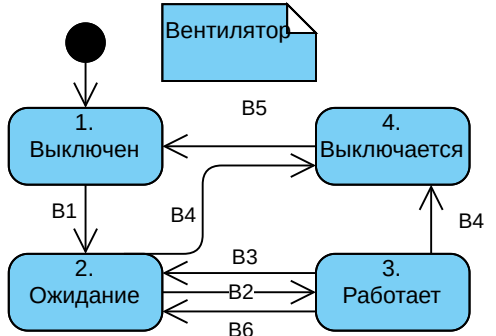 Вентилятор
B5
1.
Выключен
4.
Выключается
B1
B4
B4
2.
Ожидание
B3
B2
B6
3.
Работает